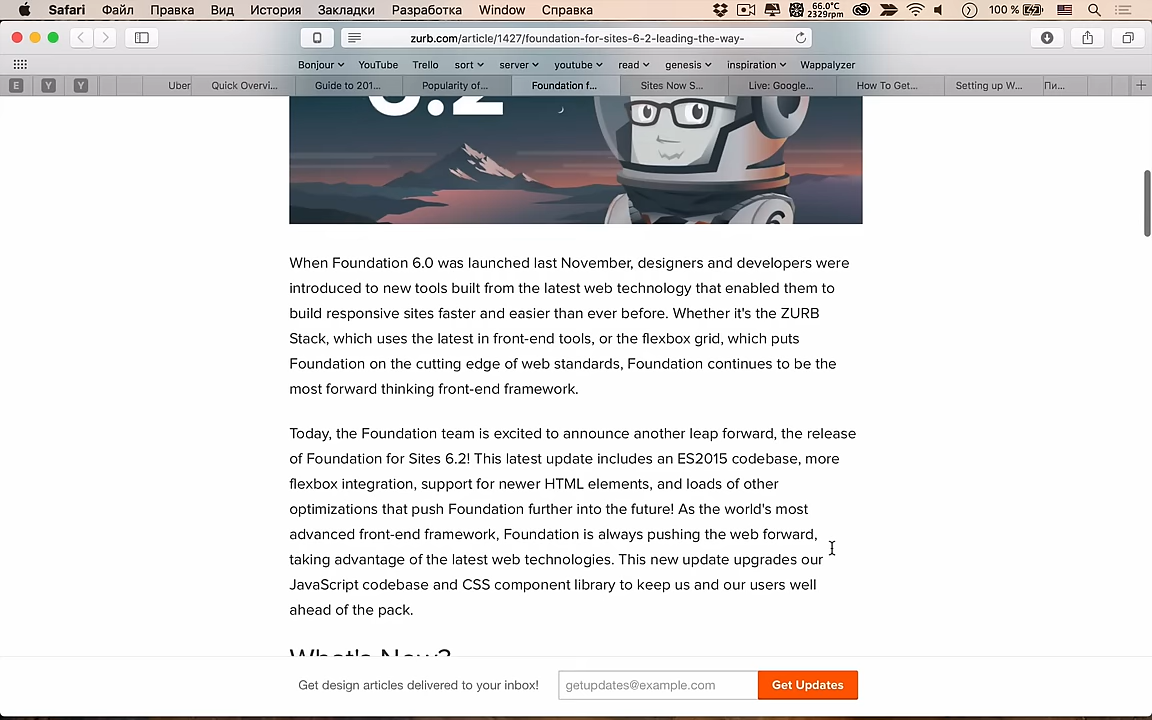 Safari Файл Правка Вид История Закладки Разработка Window Справка 66.0°C 2329rpm 100 %
zurb.com/article/1427/foundation-for-sites-6-2-leading-the-way-
Bonjour YouTube Trello sort server youtube read genesis inspiration Wappalyzer
E Y Y Uber Quick Overvi... Guide to 201... Popularity of... Foundation f... Sites Now S... Live: Google... How To Get... Setting up W... Пи...
6.2
6
When Foundation 6.0 was launched last November, designers and developers were
introduced to new tools built from the latest web technology that enabled them to
build responsive sites faster and easier than ever before. Whether it's the ZURB
Stack, which uses the latest in front-end tools, or the flexbox grid, which puts
Foundation on the cutting edge of web standards, Foundation continues to be the
most forward thinking front-end framework.
Today, the Foundation team is excited to announce another leap forward, the release
of Foundation for Sites 6.2! This latest update includes an ES2015 codebase, more
flexbox integration, support for newer HTML elements, and loads of other
optimizations that push Foundation further into the future! As the world's most
advanced front-end framework, Foundation is always pushing the web forward,
taking advantage of the latest web technologies. This new update upgrades our
JavaScript codebase and CSS component library to keep us and our users well
ahead of the pack.
What's New?
Get design articles delivered to your inbox! getupdates@example.com Get Updates